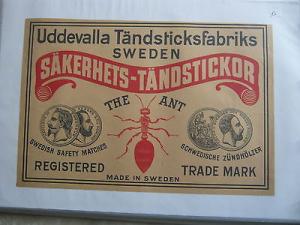 Uddevalla Tändsticksfabriks
SWEDEN
SÄKERHETS-TÄNDSTICKOR
THE ANT
SWEDISH SAFETY MATCHES
SCHWEDISCHE ZÜNDHÖLZER
REGISTERED
TRADE MARK
MADE IN SWEDEN